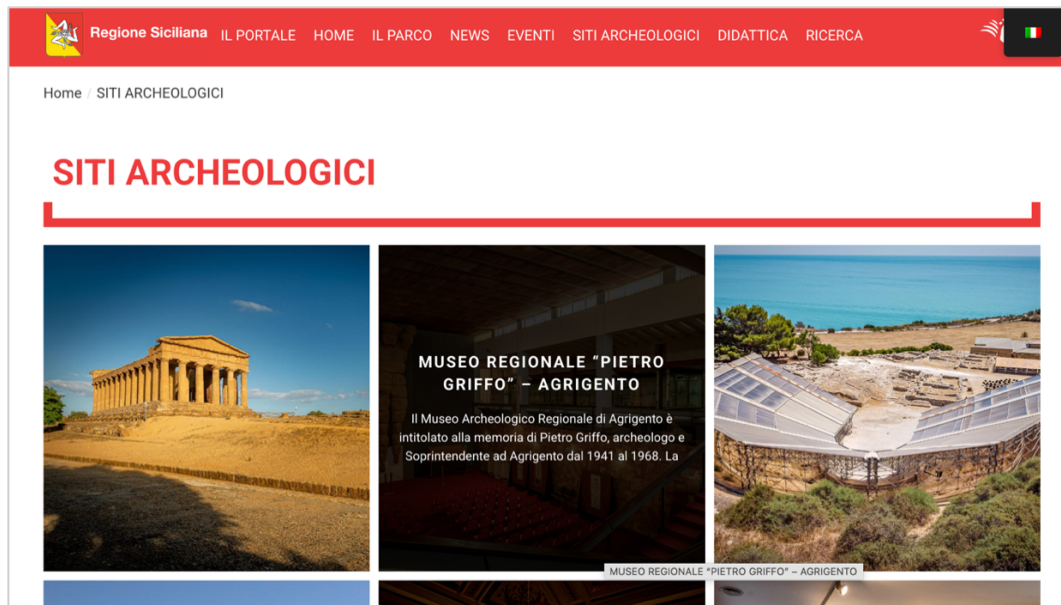 Regione Siciliana IL PORTALE HOME IL PARCO NEWS EVENTI SITI ARCHEOLOGICI DIDATTICA RICERCA
Home / SITI ARCHEOLOGICI
SITI ARCHEOLOGICI
MUSEO REGIONALE “PIETRO
GRIFFO” – AGRIGENTO
Il Museo Archeologico Regionale di Agrigento è
intitolato alla memoria di Pietro Griffo, archeologo e
Soprintendente ad Agrigento dal 1941 al 1968. La
MUSEO REGIONALE “PIETRO GRIFFO” – AGRIGENTO